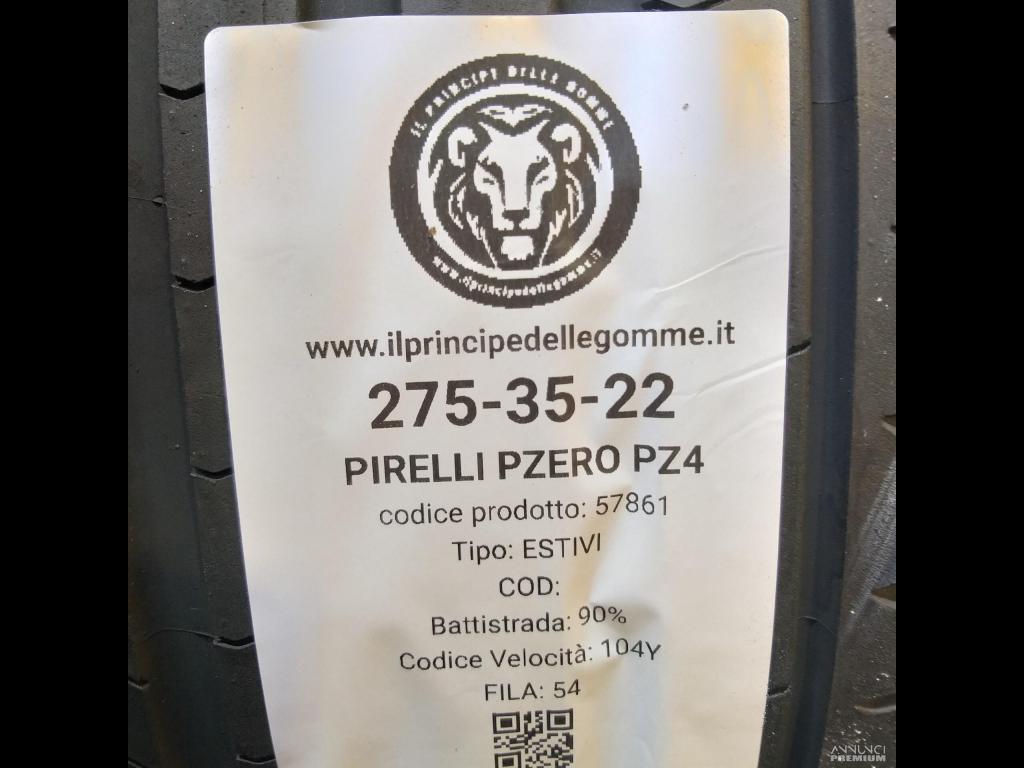 IL PRINCIPE DELLE GOMME
www.ilprincipedellegomme.it
www.ilprincipedellegomme.it
275-35-22
PIRELLI PZERO PZ4
codice prodotto: 57861
Tipo: ESTIVI
COD:
Battistrada: 90%
Codice Velocità: 104Y
FILA: 54
ANNUNCI
PREMIUM